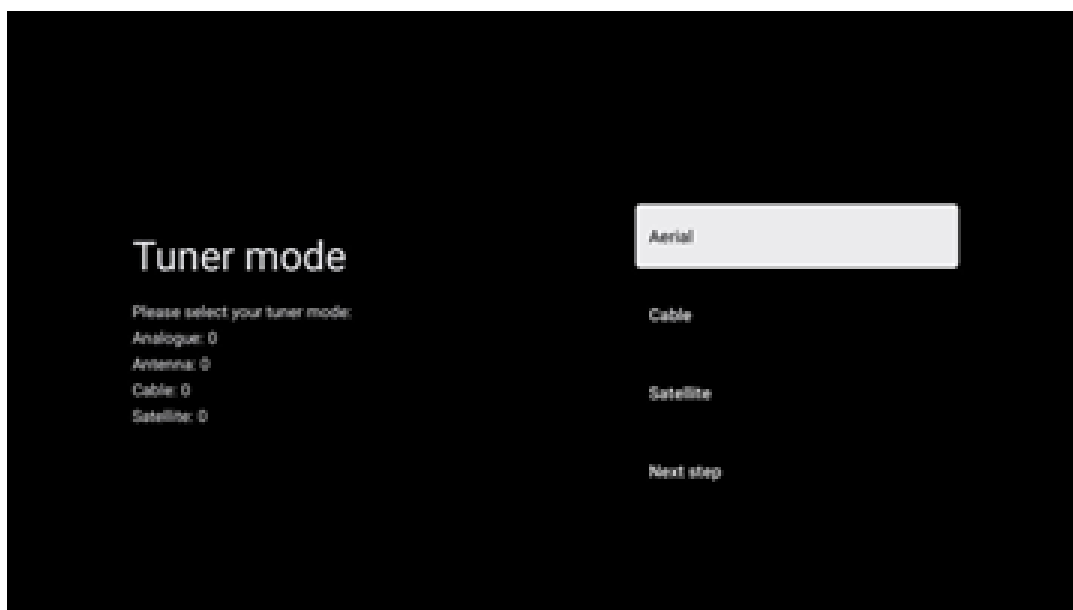 Tuner mode
Please select your tuner mode:
Analogue: 0
Antenna: 0
Cable: 0
Satellite: 0
Aerial
Cable
Satellite
Next step